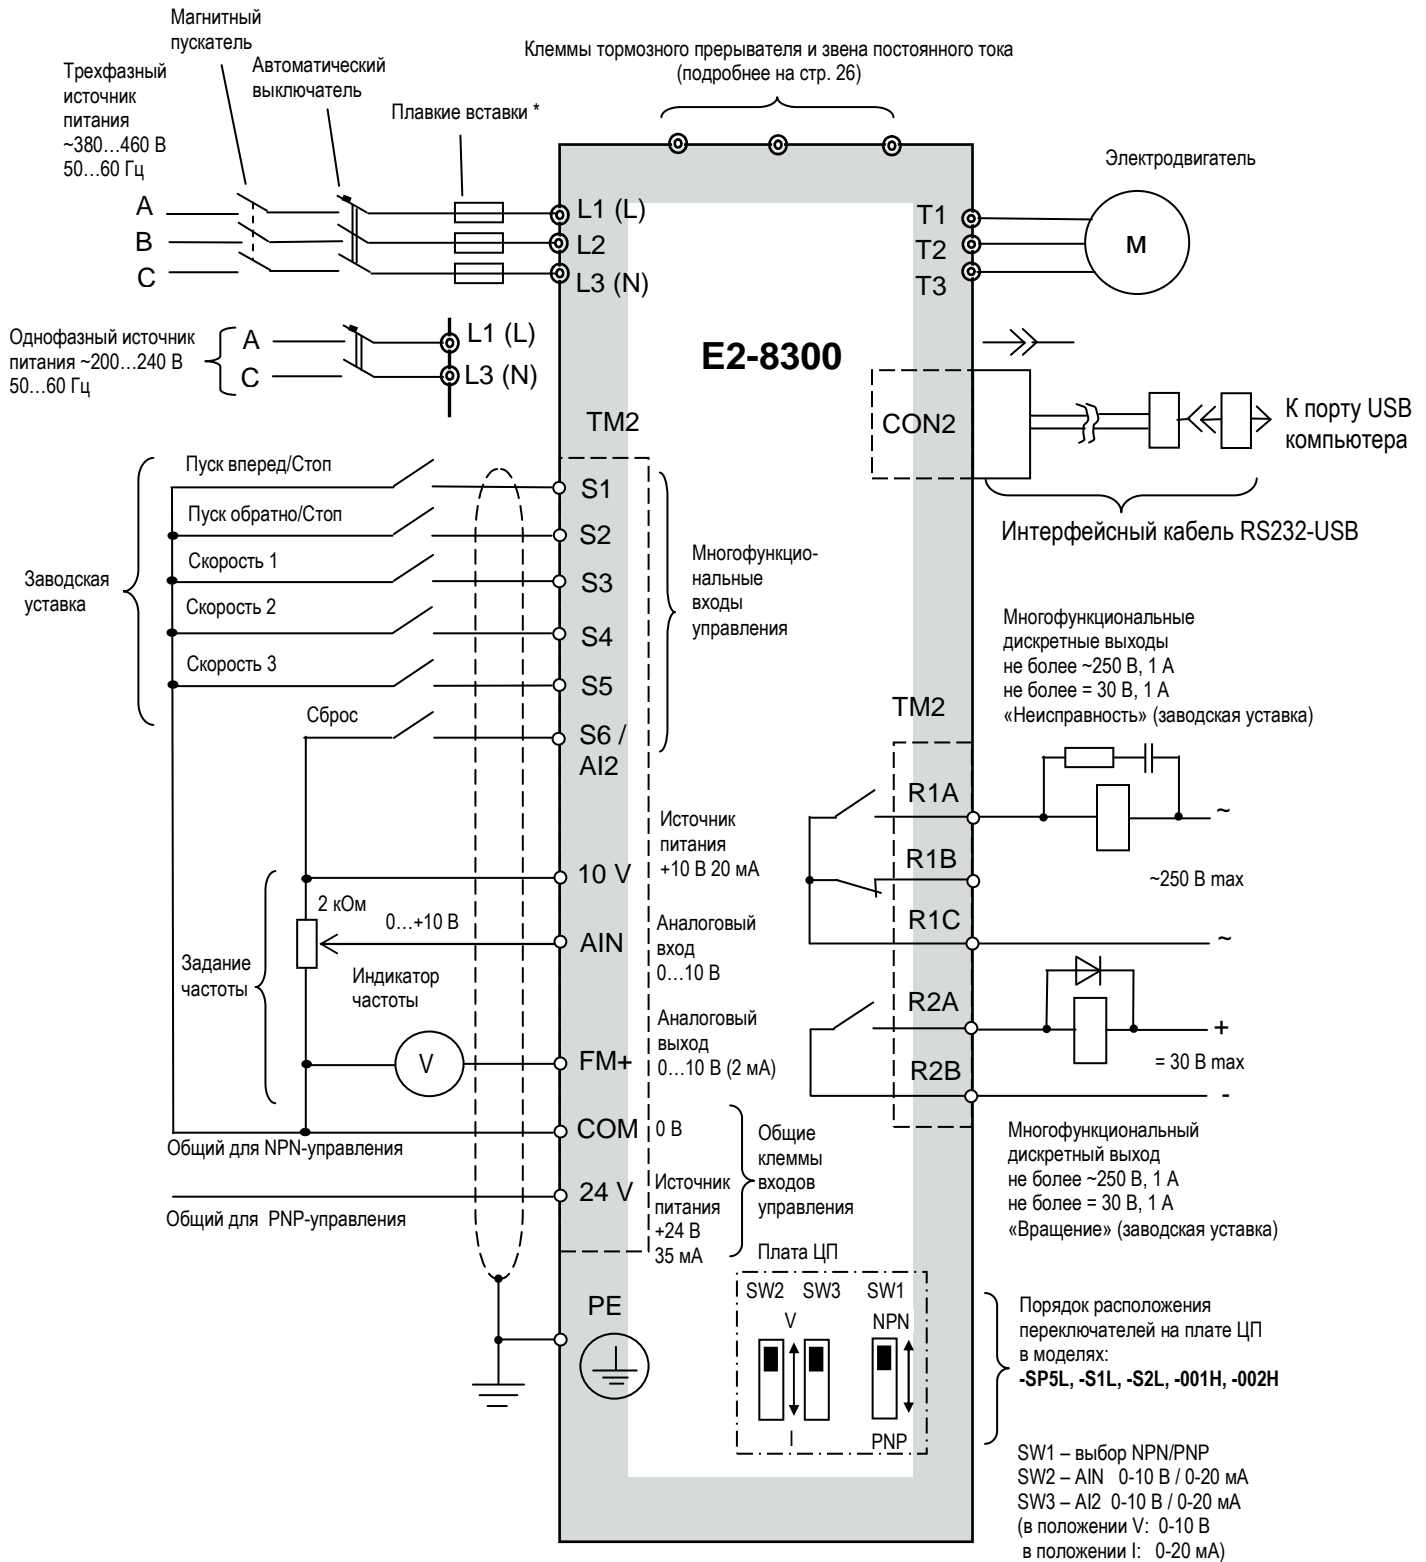 Магнитный
пускатель
Трехфазный
источник
питания
~380…460 В
50…60 Гц
Автоматический
выключатель
Плавкие вставки *
Клеммы тормозного прерывателя и звена постоянного тока
(подробнее на стр. 26)
Электродвигатель
A
B
C
L1 (L)
L2
L3 (N)
T1
T2
T3
M
Однофазный источник
питания ~200…240 В
50…60 Гц
A
C
L1 (L)
L3 (N)
E2-8300
TM2
CON2
К порту USB
компьютера
Интерфейсный кабель RS232-USB
Заводская
уставка
Пуск вперед/Стоп
S1
Пуск обратно/Стоп
S2
Скорость 1
S3
Скорость 2
S4
Скорость 3
S5
Сброс
S6 /
AI2
Многофункцио-
нальные
входы
управления
Многофункциональные
дискретные выходы
не более ~250 В, 1 А
не более = 30 В, 1 А
«Неисправность» (заводская уставка)
TM2
R1A
~
R1B
~250 В max
R1C
~
R2A
+
= 30 В max
R2B
-
Источник
питания
+10 В 20 мА
10 V
2 кОм
0…+10 В
AIN
Аналоговый
вход
0…10 В
Задание
частоты
Индикатор
частоты
V
FM+
Аналоговый
выход
0…10 В (2 мА)
COM
0 В
Общий для NPN-управления
24 V
Источник
питания
+24 В
35 мА
Общий для PNP-управления
Общие
клеммы
входов
управления
Многофункциональный
дискретный выход
не более ~250 В, 1 А
не более = 30 В, 1 А
«Вращение» (заводская уставка)
PE
Плата ЦП
SW2 SW3 SW1
V NPN
I PNP
Порядок расположения
переключателей на плате ЦП
в моделях:
-SP5L, -S1L, -S2L, -001H, -002H
SW1 – выбор NPN/PNP
SW2 – AIN 0-10 В / 0-20 мА
SW3 – AI2 0-10 В / 0-20 мА
(в положении V: 0-10 В
в положении I: 0-20 мА)